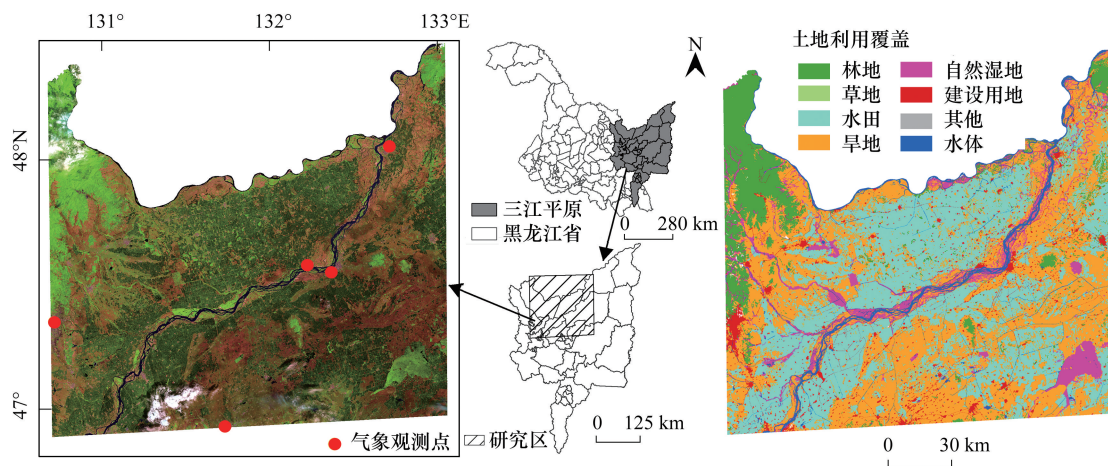 131°
132°
133°E
48°N
47°
气象观测点
研究区
N
三江平原
黑龙江省
0 280 km
0 125 km
土地利用覆盖
林地
草地
水田
旱地
自然湿地
建设用地
其他
水体
0 30 km